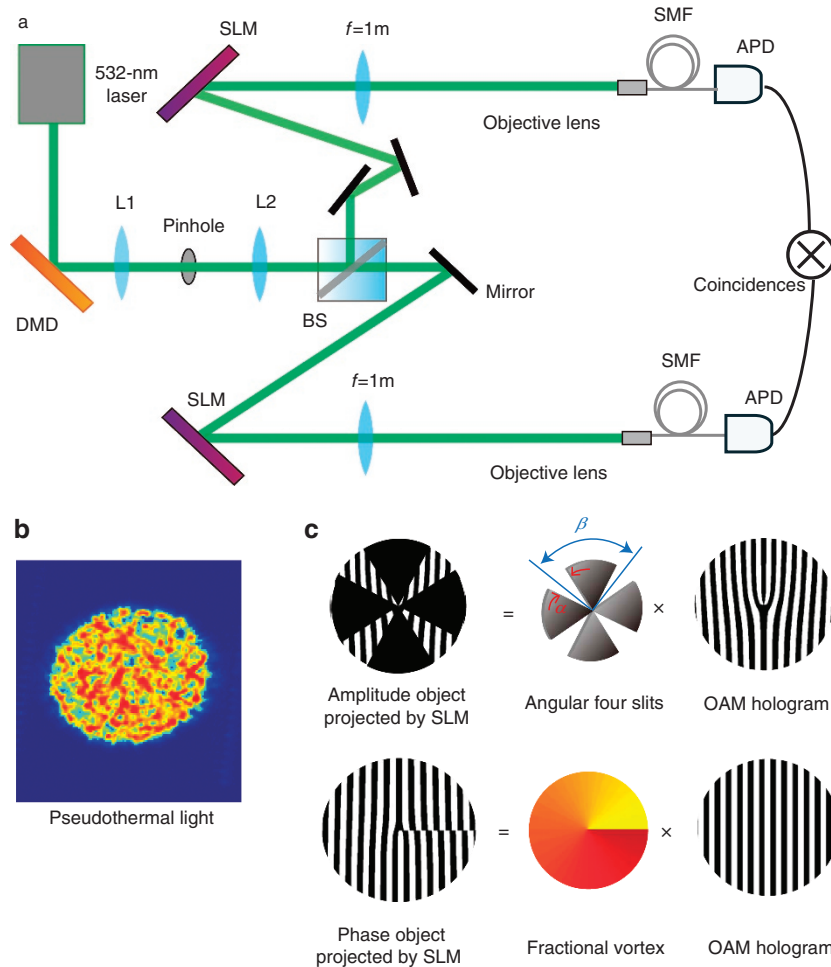 a
SLM
f=1m
SMF
APD
532-nm
laser
Objective lens
L1
Pinhole
L2
DMD
BS
Mirror
Coincidences
SLM
f=1m
SMF
APD
Objective lens
b
Pseudothermal light
c
β
α
=
×
Amplitude object
projected by SLM
Angular four slits
OAM hologram
=
×
Phase object
projected by SLM
Fractional vortex
OAM hologram